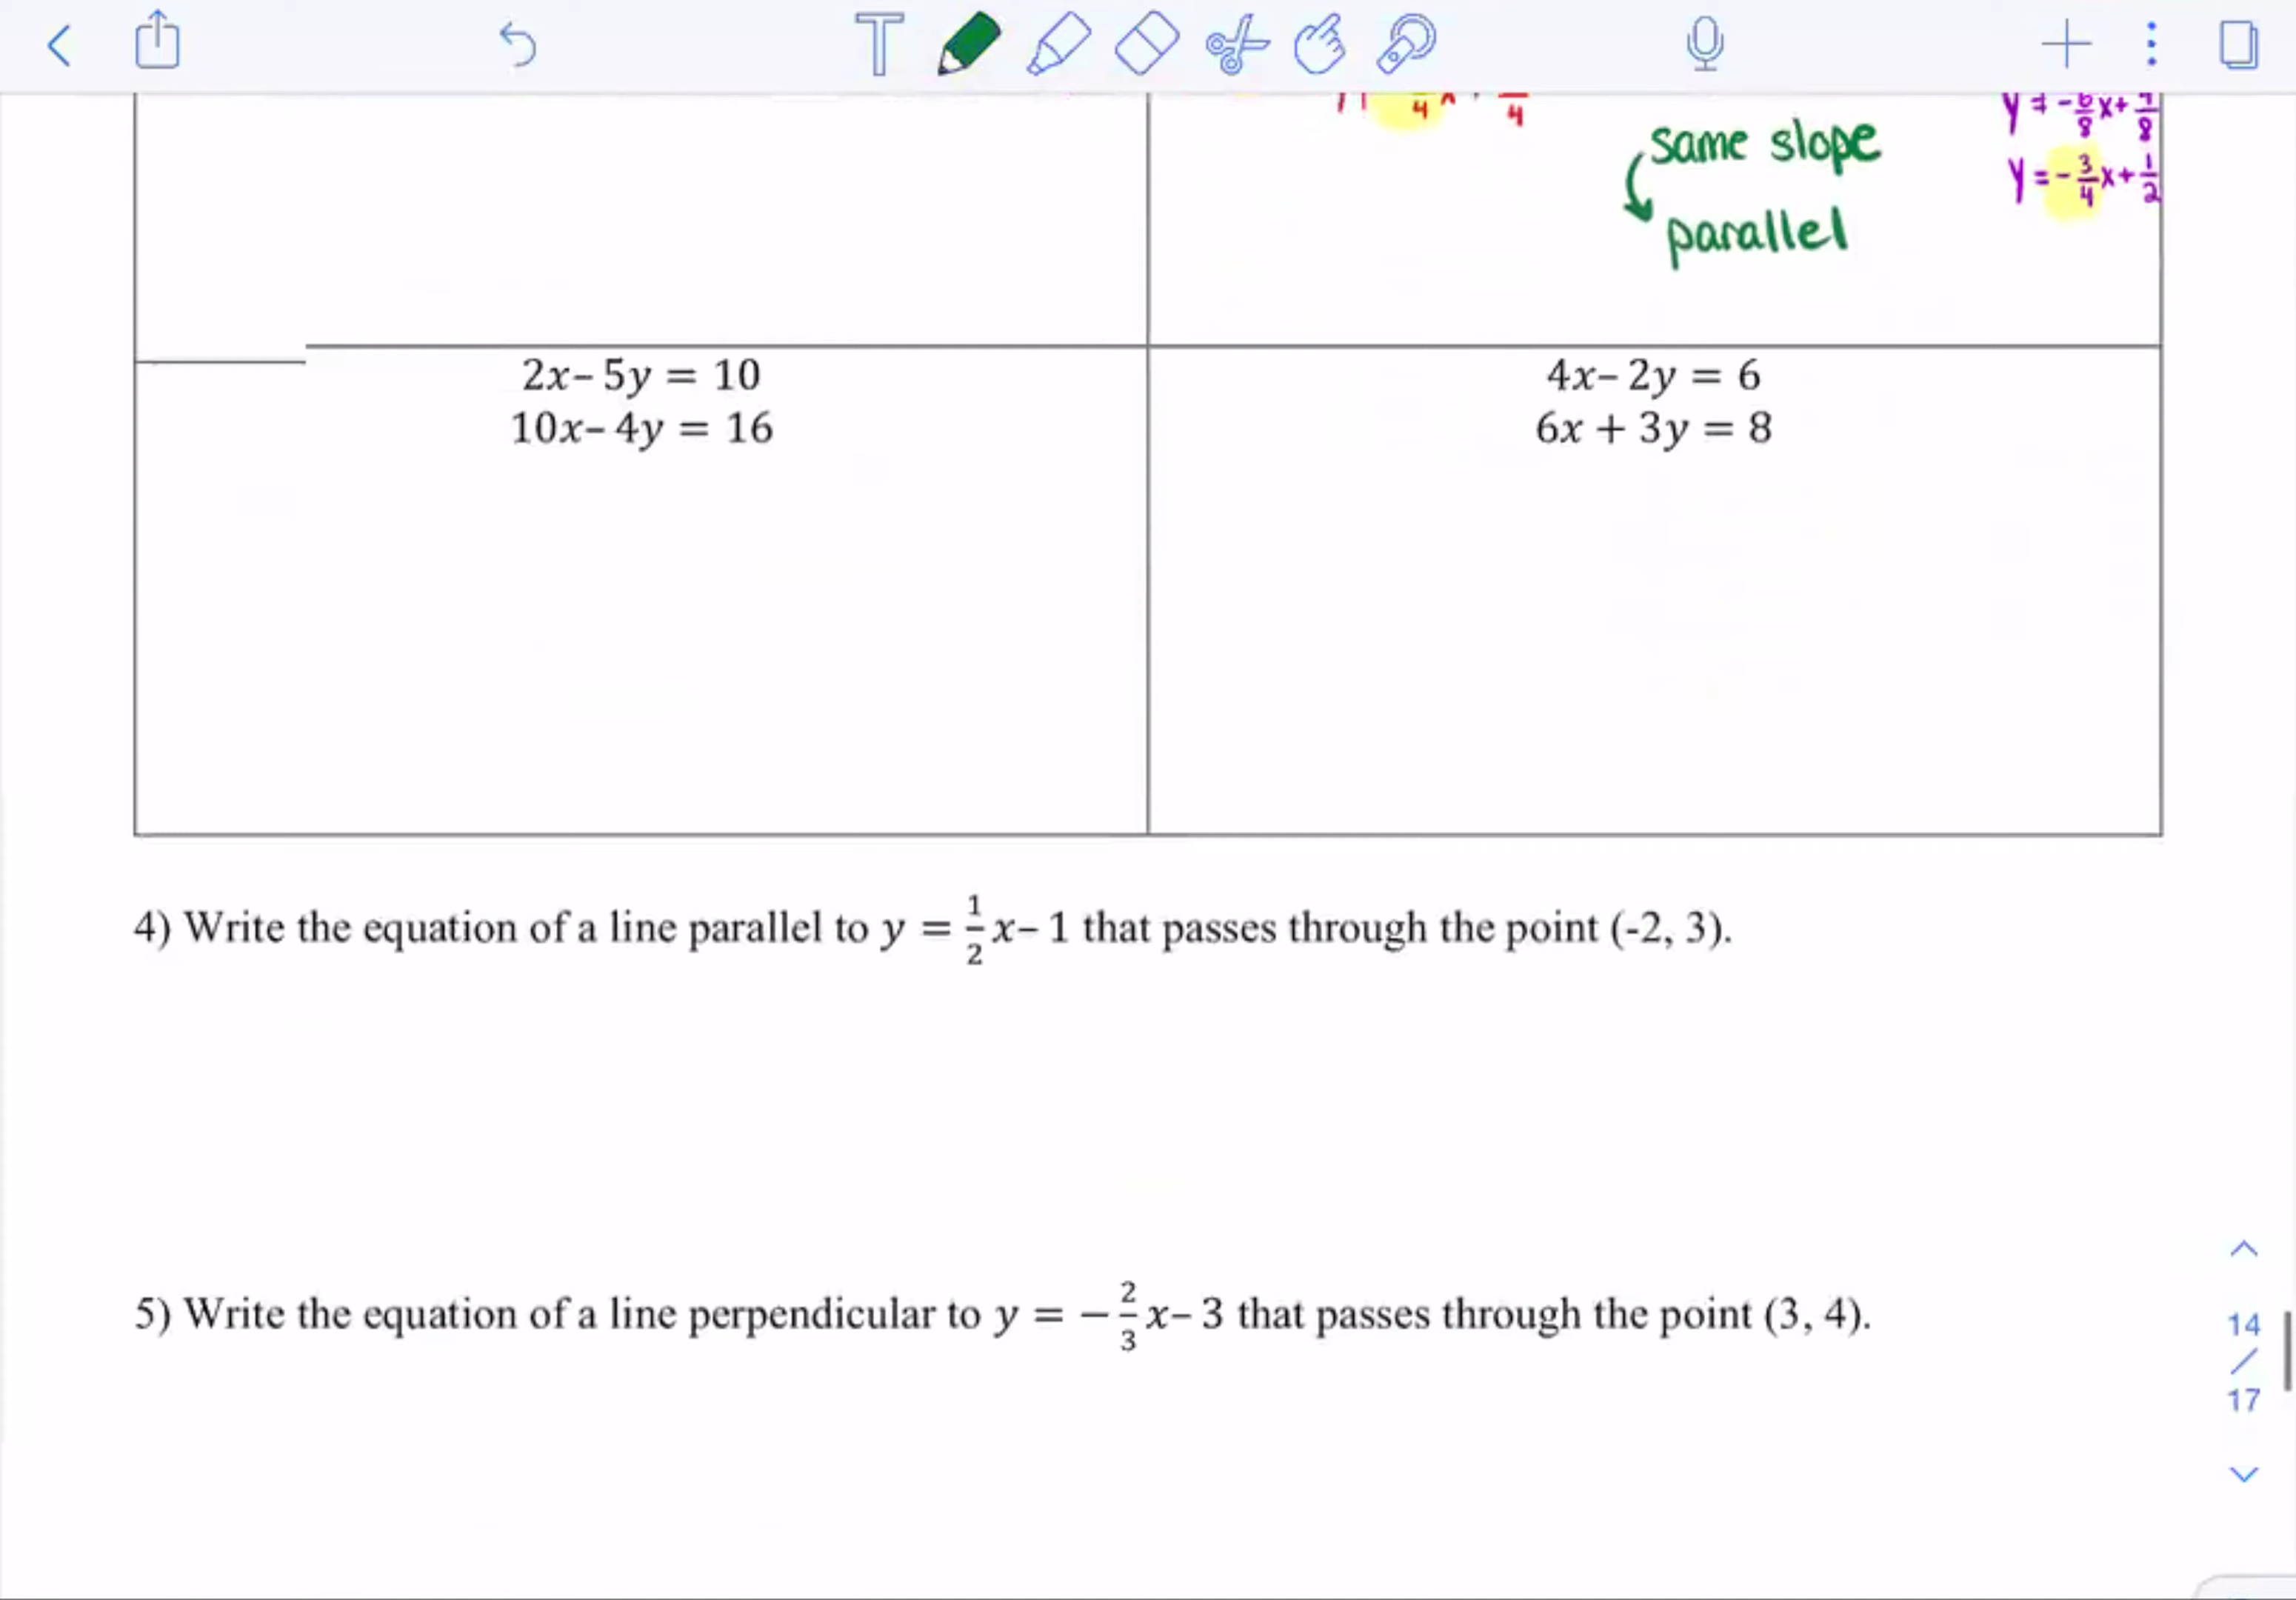 y = -6/8x+4/8
same slope
y = -3/4x+1/2
parallel
2x– 5y = 10
10x– 4y = 16
4x– 2y = 6
6x + 3y = 8
4) Write the equation of a line parallel to y = 1/2 x– 1 that passes through the point (-2, 3).
5) Write the equation of a line perpendicular to y = −2/3 x– 3 that passes through the point (3, 4).
14
/
17